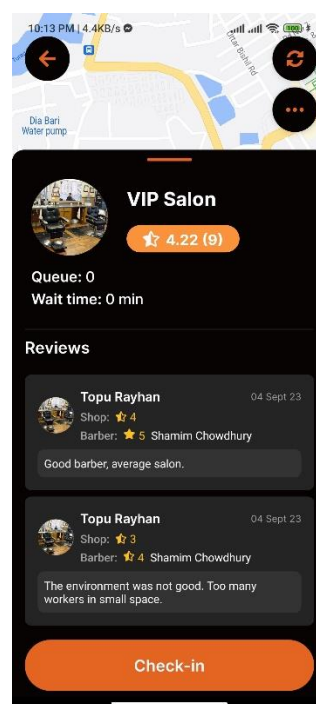 10:13 PM | 4.4KB/s
Uttar Bishil Rd
Dia Bari
Water pump
VIP Salon
4.22 (9)
Queue: 0
Wait time: 0 min
Reviews
Topu Rayhan
04 Sept 23
Shop: 4
Barber: 5 Shamim Chowdhury
Good barber, average salon.
Topu Rayhan
04 Sept 23
Shop: 3
Barber: 4 Shamim Chowdhury
The environment was not good. Too many
workers in small space.
Check-in